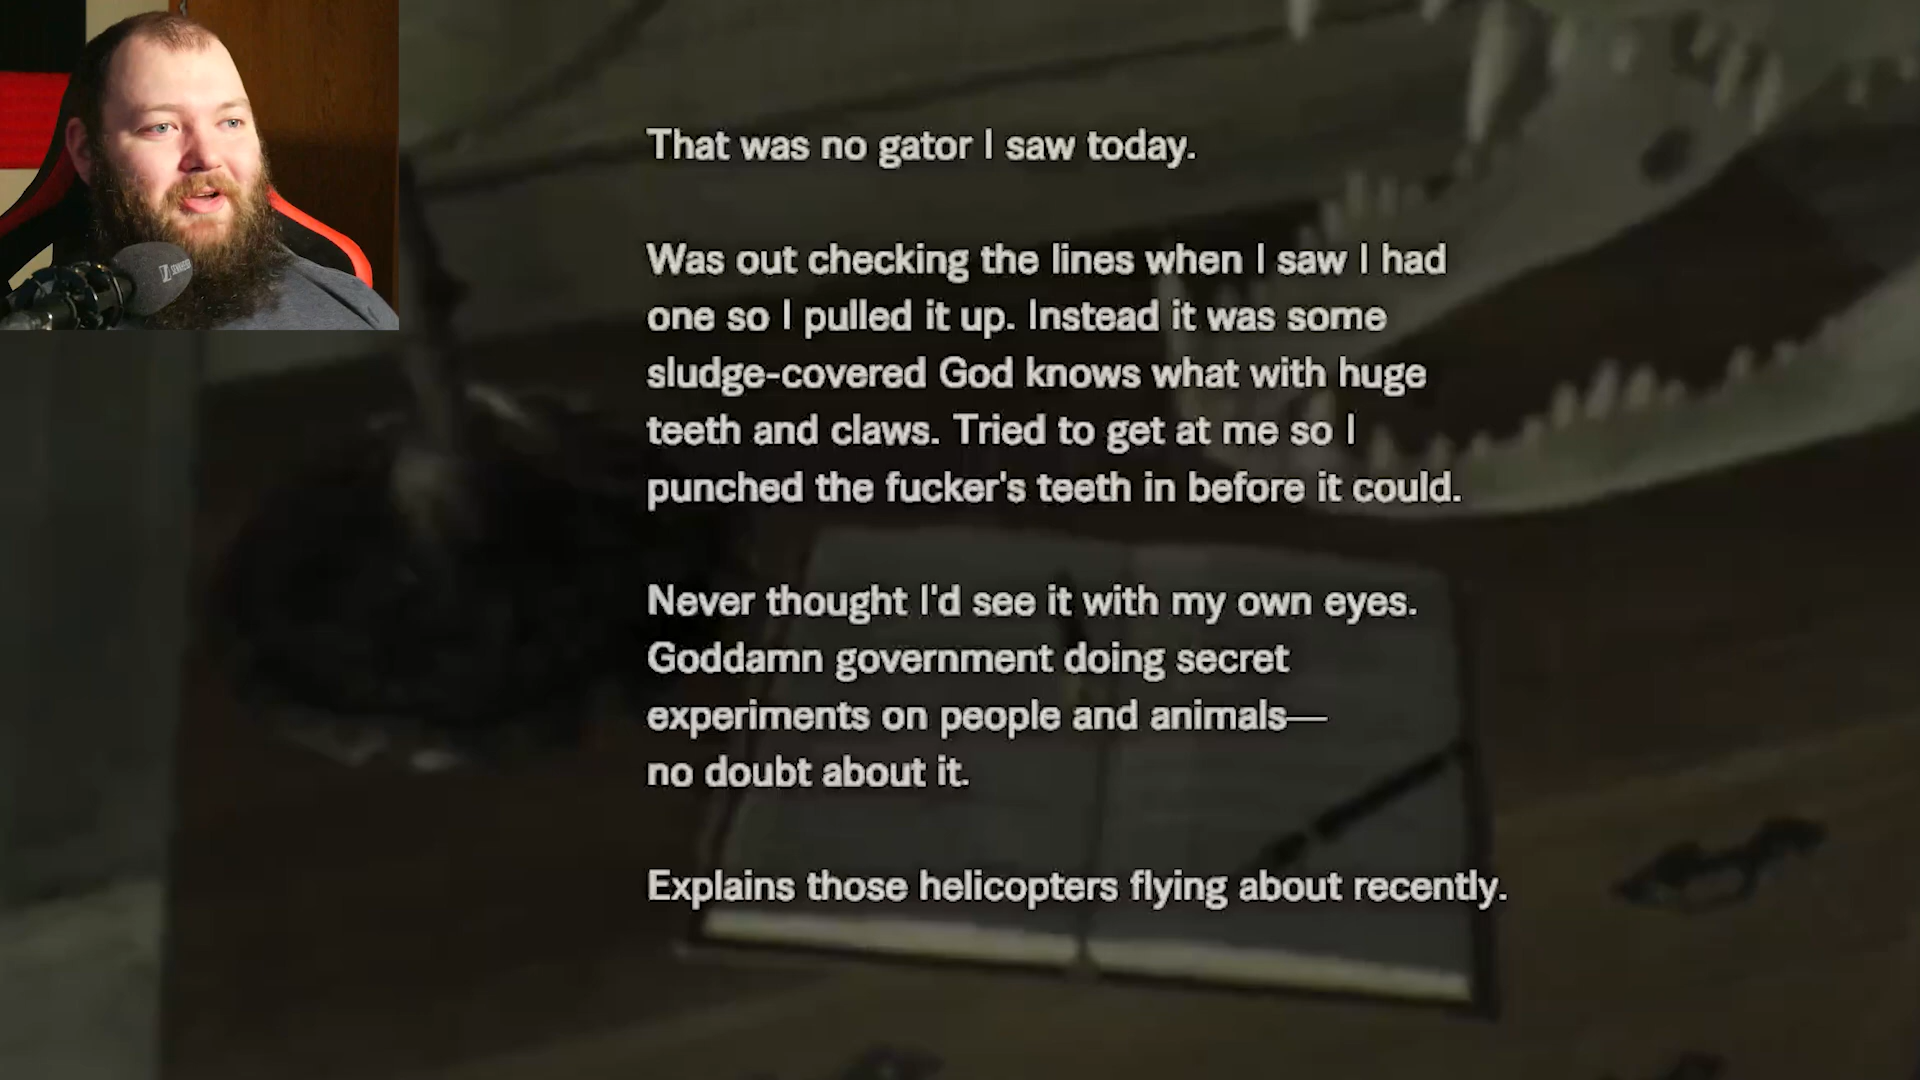 That was no gator I saw today.
Was out checking the lines when I saw I had
one so I pulled it up. Instead it was some
sludge-covered God knows what with huge
teeth and claws. Tried to get at me so I
punched the fucker's teeth in before it could.
Never thought I'd see it with my own eyes.
Goddamn government doing secret
experiments on people and animals—
no doubt about it.
Explains those helicopters flying about recently.
SENNHEISER